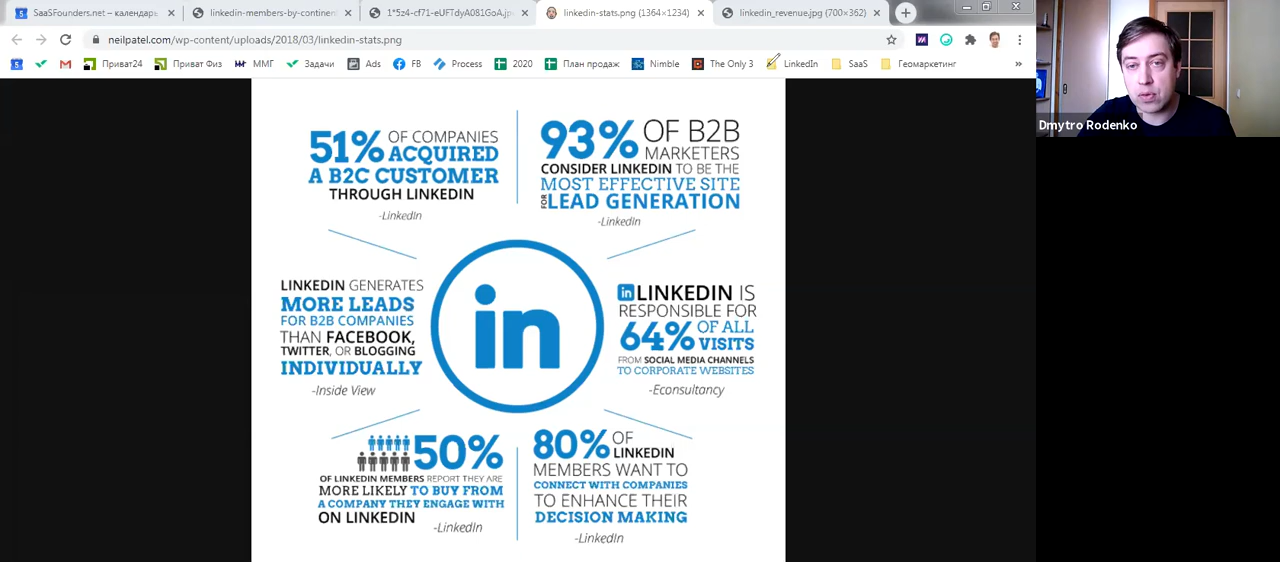 SaaSFounders.net – календарь
linkedin-members-by-continent
1*5z4-cf71-eUFTdyA081GoA.jp
linkedin-stats.png (1364×1234)
linkedin_revenue.jpg (700×362)
neilpatel.com/wp-content/uploads/2018/03/linkedin-stats.png
Приват24
Приват Физ
ММГ
Задачи
Ads
FB
Process
2020
План продаж
Nimble
The Only 3
LinkedIn
SaaS
Геомаркетинг
»
Dmytro Rodenko
51% OF COMPANIES
ACQUIRED
A B2C CUSTOMER
THROUGH LINKEDIN
-LinkedIn
93% OF B2B
MARKETERS
CONSIDER LINKEDIN TO BE THE
MOST EFFECTIVE SITE
FOR LEAD GENERATION
-LinkedIn
LINKEDIN GENERATES
MORE LEADS
FOR B2B COMPANIES
THAN FACEBOOK,
TWITTER, OR BLOGGING
INDIVIDUALLY
-Inside View
in
in LINKEDIN IS
RESPONSIBLE FOR
64% OF ALL
VISITS
FROM SOCIAL MEDIA CHANNELS
TO CORPORATE WEBSITES
-Econsultancy
50%
OF LINKEDIN MEMBERS REPORT THEY ARE
MORE LIKELY TO BUY FROM
A COMPANY THEY ENGAGE WITH
ON LINKEDIN
-LinkedIn
80% OF
LINKEDIN
MEMBERS WANT TO
CONNECT WITH COMPANIES
TO ENHANCE THEIR
DECISION MAKING
-LinkedIn